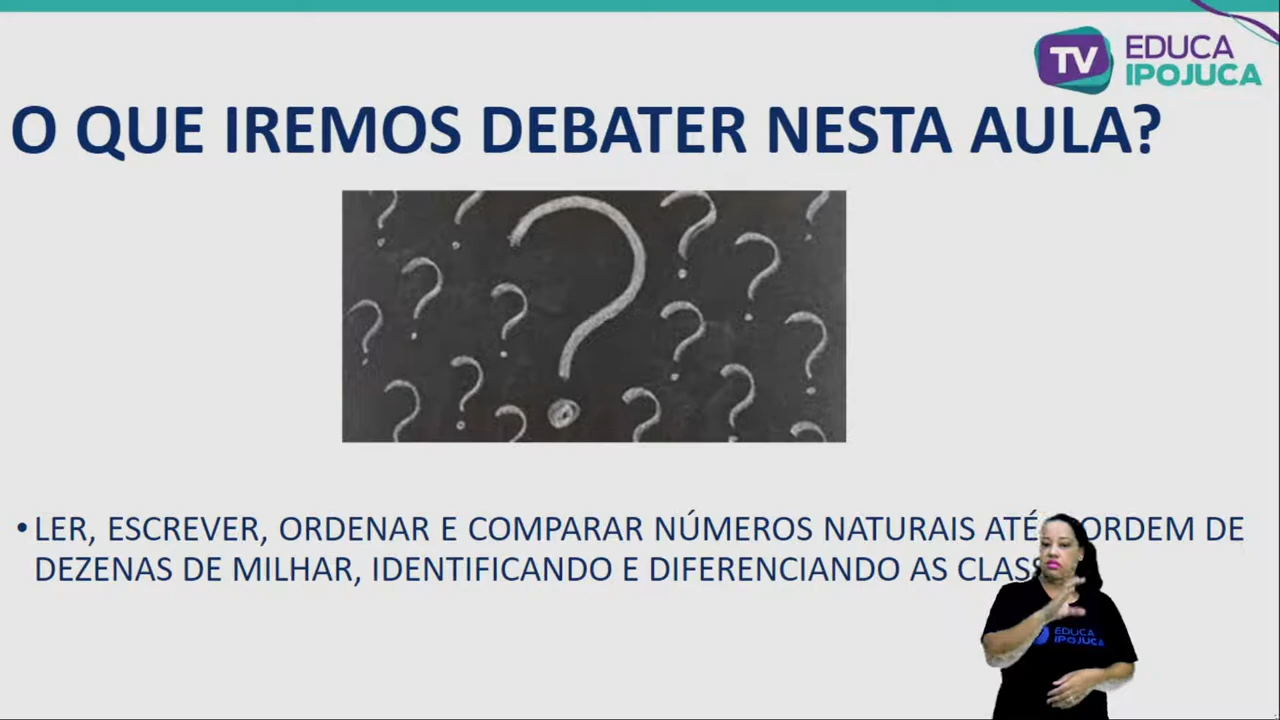 TV EDUCA
IPOJUCA
O QUE IREMOS DEBATER NESTA AULA?
• LER, ESCREVER, ORDENAR E COMPARAR NÚMEROS NATURAIS ATÉ ORDEM DE
DEZENAS DE MILHAR, IDENTIFICANDO E DIFERENCIANDO AS
EDUCA
IPOJUCA